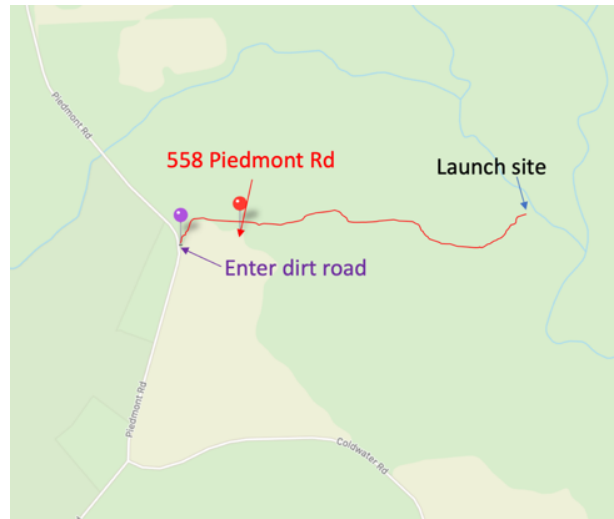 Piedmont Rd
558 Piedmont Rd
Launch site
Enter dirt road
Piedmont Rd
Coldwater Rd